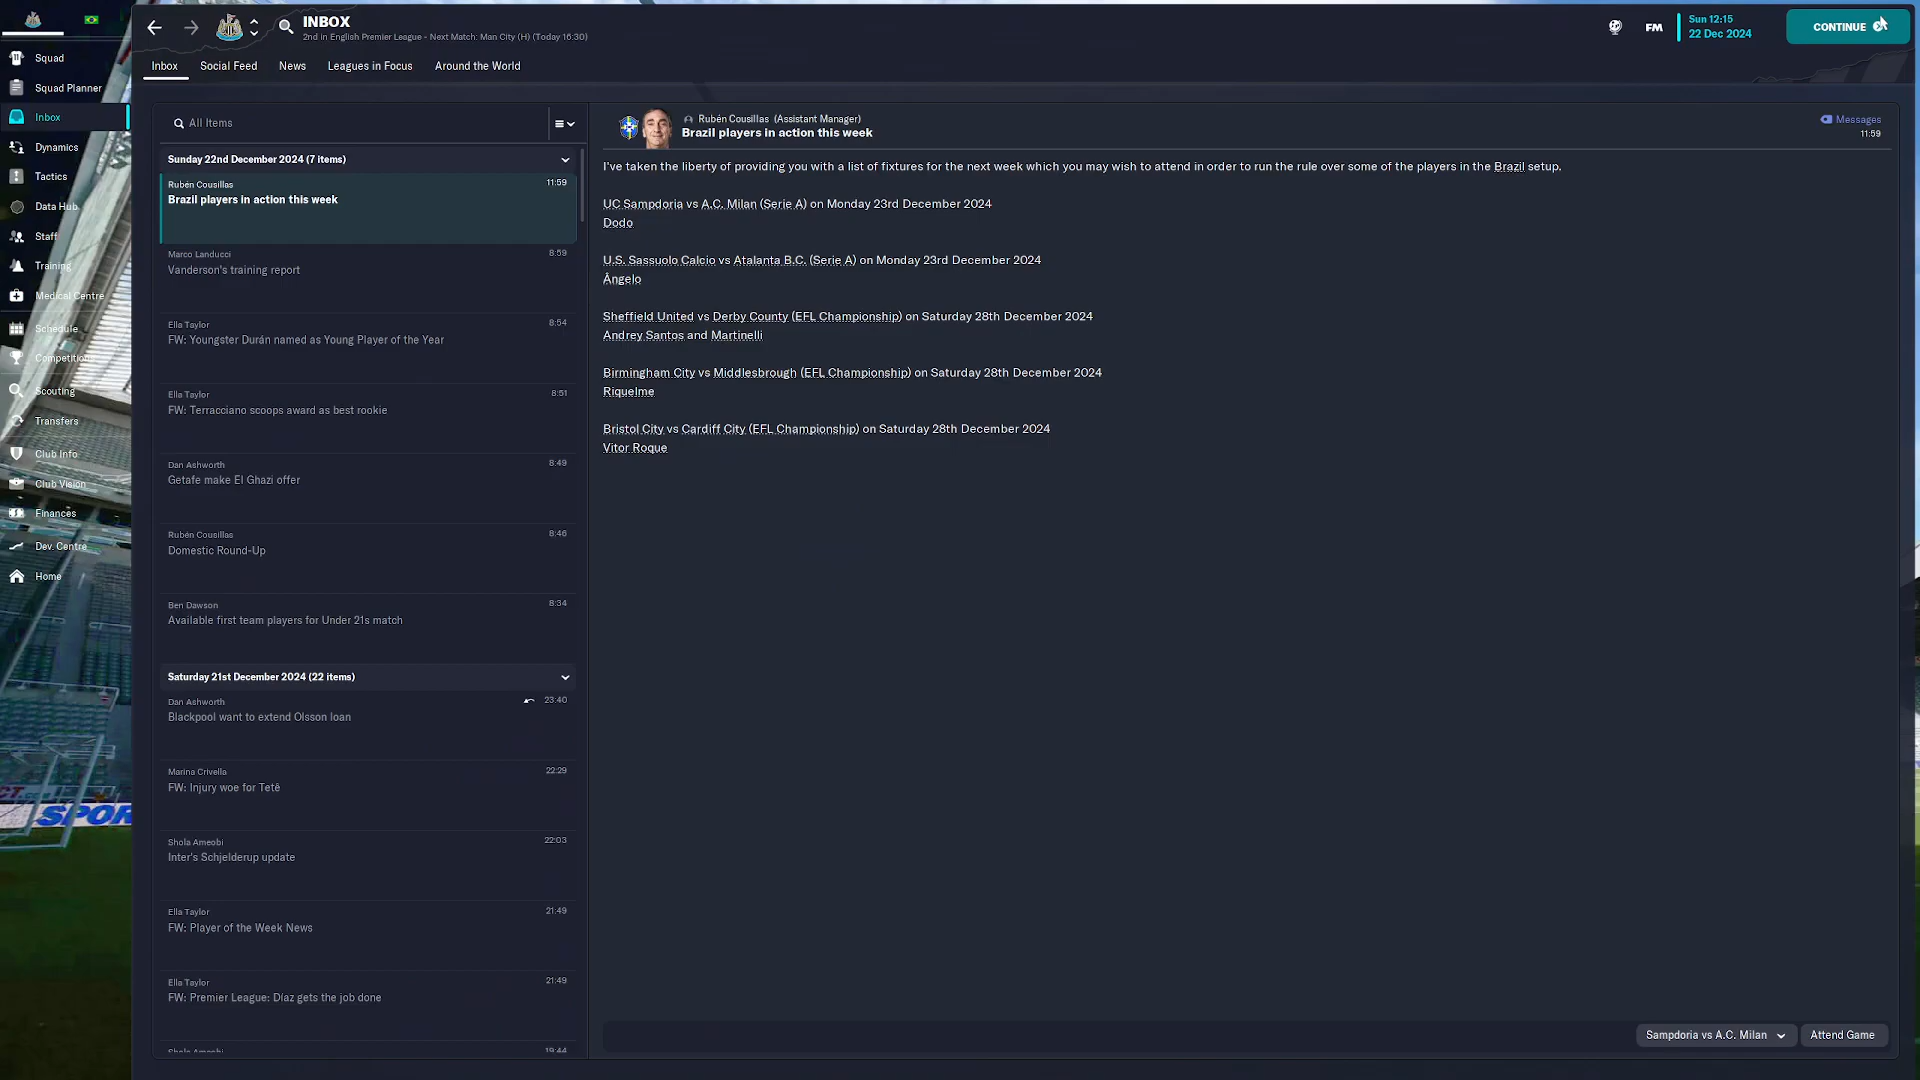 INBOX
2nd in English Premier League - Next Match: Man City (H) (Today 16:30)
FM
Sun 12:15
22 Dec 2024
CONTINUE
Inbox
Social Feed
News
Leagues in Focus
Around the World
Squad
Squad Planner
Inbox
Dynamics
Tactics
Data Hub
Staff
Training
Medical Centre
Schedule
Competitions
Scouting
Transfers
Club Info
Club Vision
Finances
Dev. Centre
Home
All Items
Sunday 22nd December 2024 (7 items)
Rubén Cousillas 11:59
Brazil players in action this week
Marco Landucci 8:59
Vanderson's training report
Ella Taylor 8:54
FW: Youngster Durán named as Young Player of the Year
Ella Taylor 8:51
FW: Terracciano scoops award as best rookie
Dan Ashworth 8:49
Getafe make El Ghazi offer
Rubén Cousillas 8:46
Domestic Round-Up
Ben Dawson 8:34
Available first team players for Under 21s match
Saturday 21st December 2024 (22 items)
Dan Ashworth 23:40
Blackpool want to extend Olsson loan
Marina Crivella 22:29
FW: Injury woe for Tetê
Shola Ameobi 22:03
Inter's Schjelderup update
Ella Taylor 21:49
FW: Player of the Week News
Ella Taylor 21:49
FW: Premier League: Díaz gets the job done
Shola Ameobi 19:44
Rubén Cousillas (Assistant Manager)
Brazil players in action this week
Messages
11:59
I've taken the liberty of providing you with a list of fixtures for the next week which you may wish to attend in order to run the rule over some of the players in the Brazil setup.
UC Sampdoria vs A.C. Milan (Serie A) on Monday 23rd December 2024
Dodo
U.S. Sassuolo Calcio vs Atalanta B.C. (Serie A) on Monday 23rd December 2024
Ângelo
Sheffield United vs Derby County (EFL Championship) on Saturday 28th December 2024
Andrey Santos and Martinelli
Birmingham City vs Middlesbrough (EFL Championship) on Saturday 28th December 2024
Riquelme
Bristol City vs Cardiff City (EFL Championship) on Saturday 28th December 2024
Vitor Roque
Sampdoria vs A.C. Milan
Attend Game
SPOR